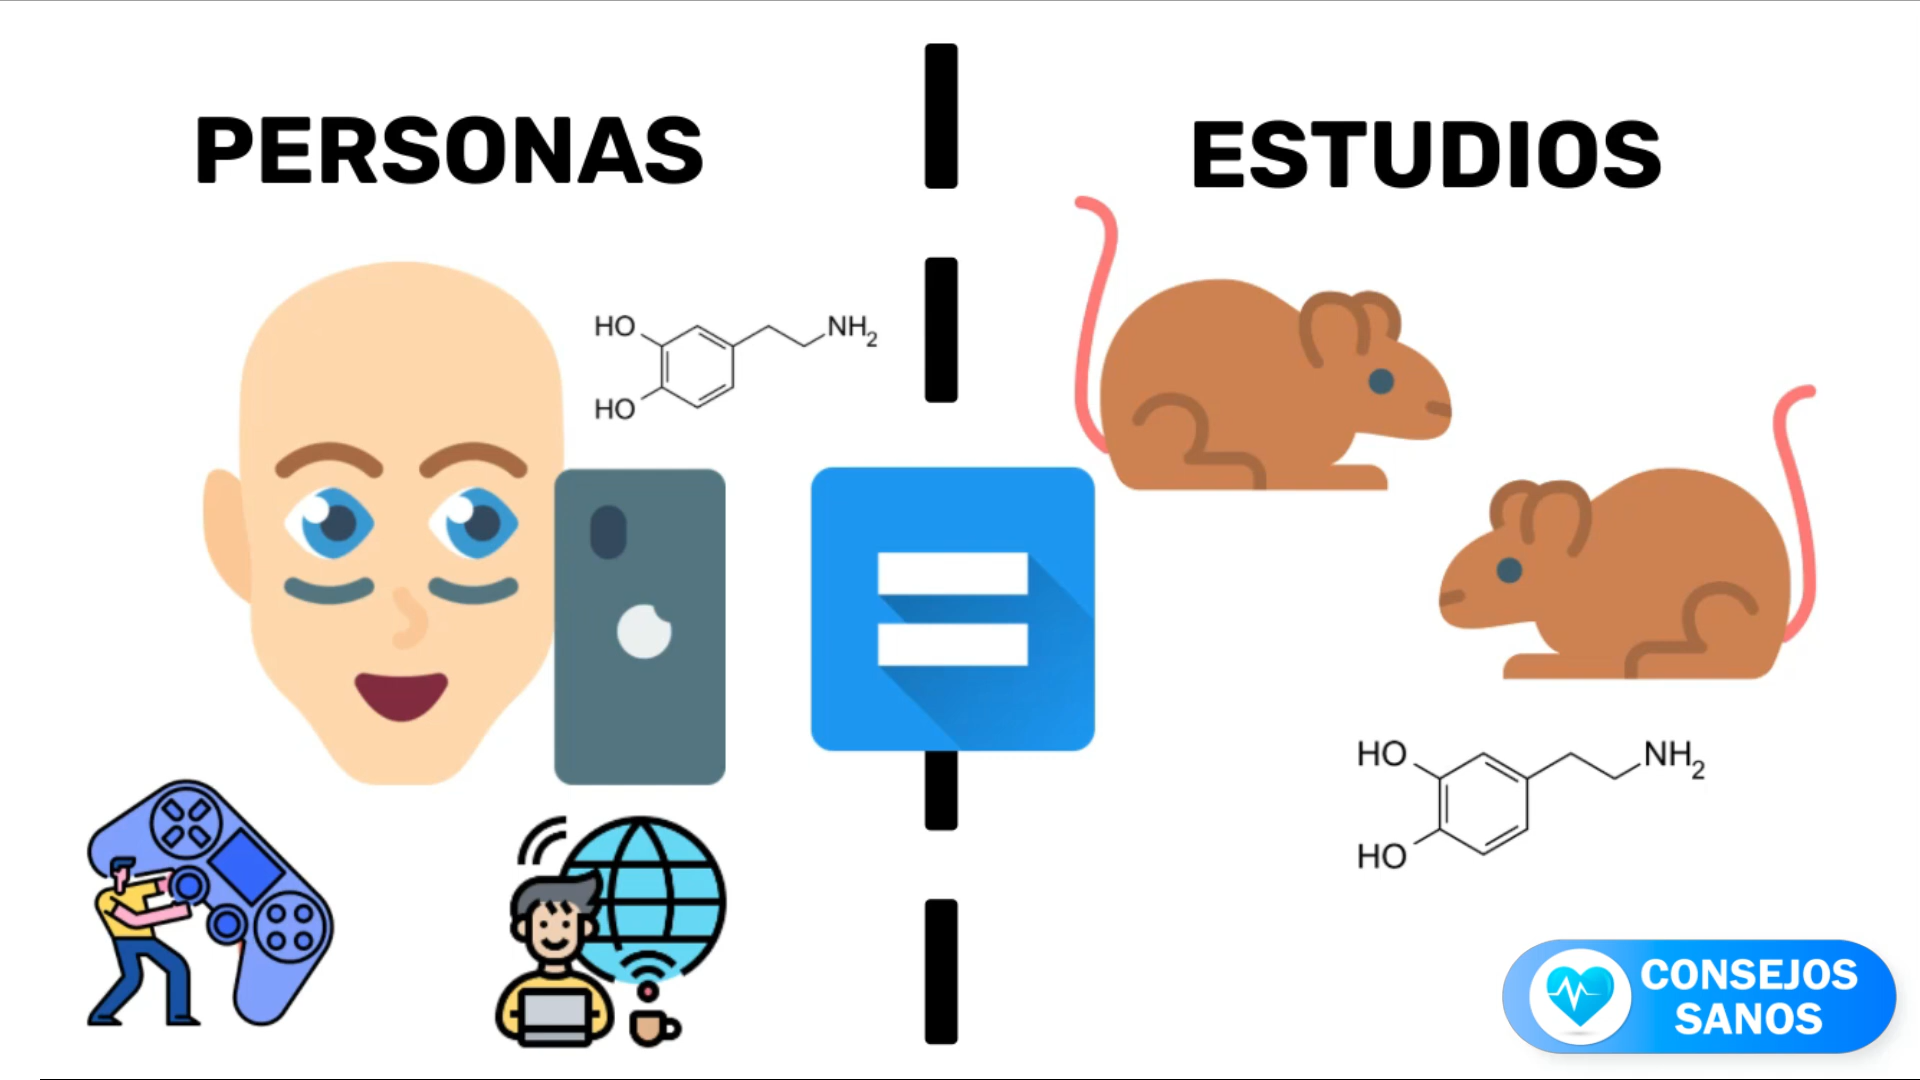 PERSONAS
ESTUDIOS
HO
NH2
HO
HO
NH2
HO
CONSEJOS
SANOS